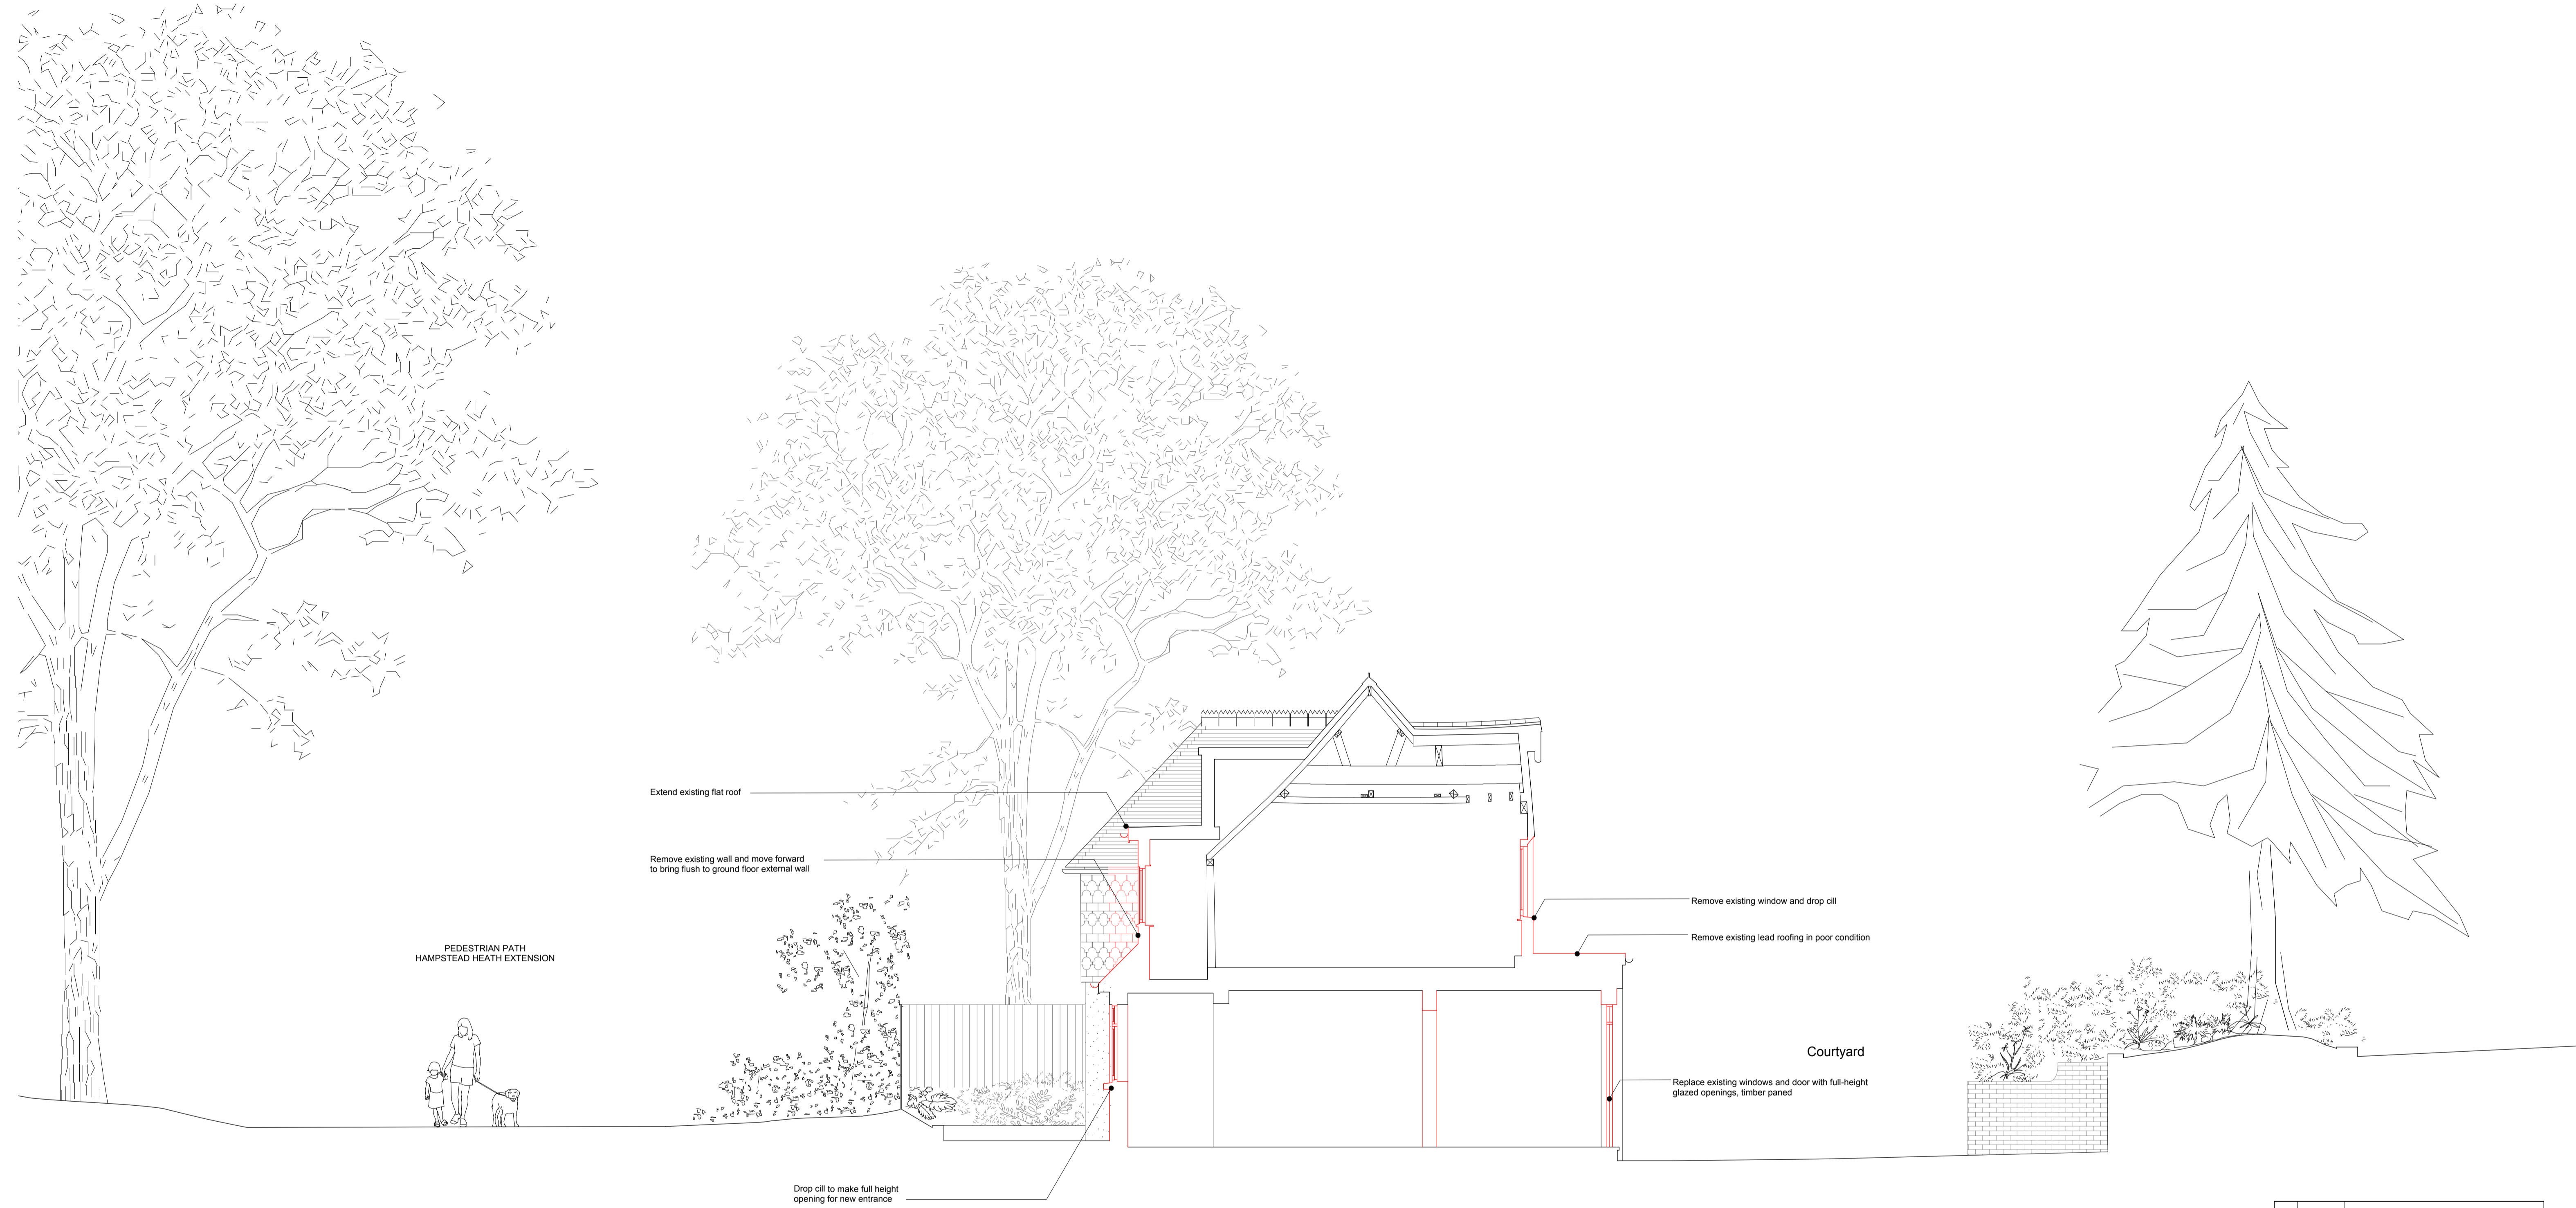 Extend existing flat roof
Remove existing wall and move forward
to bring flush to ground floor external wall
Remove existing window and drop cill
Remove existing lead roofing in poor condition
PEDESTRIAN PATH
HAMPSTEAD HEATH EXTENSION
Courtyard
Replace existing windows and door with full-height
glazed openings, timber paned
Drop cill to make full height
opening for new entrance